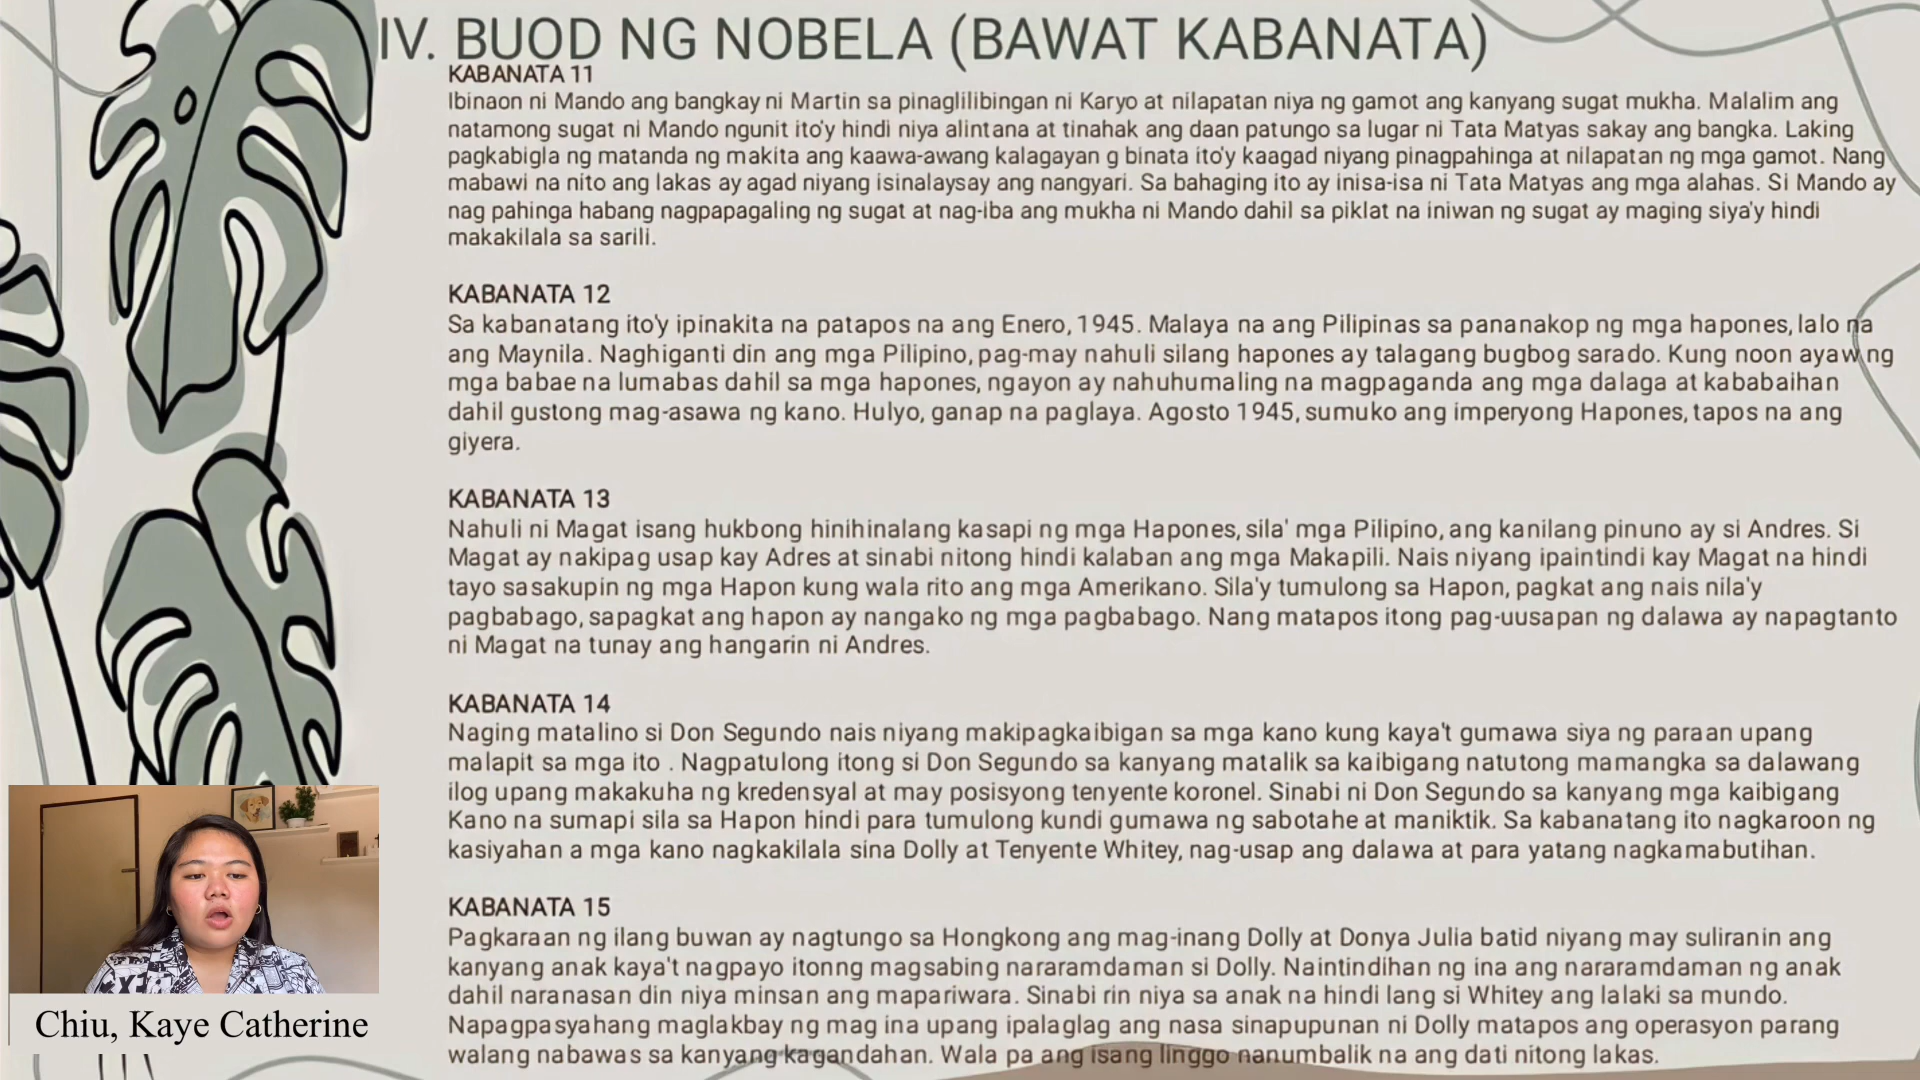 IV. BUOD NG NOBELA (BAWAT KABANATA)
KABANATA 11
Ibinaon ni Mando ang bangkay ni Martin sa pinaglilibingan ni Karyo at nilapatan niya ng gamot ang kanyang sugat mukha. Malalim ang
natamong sugat ni Mando ngunit ito'y hindi niya alintana at tinahak ang daan patungo sa lugar ni Tata Matyas sakay ang bangka. Laking
pagkabigla ng matanda ng makita ang kaawa-awang kalagayan g binata ito'y kaagad niyang pinagpahinga at nilapatan ng mga gamot. Nang
mabawi na nito ang lakas ay agad niyang isinalaysay ang nangyari. Sa bahaging ito ay inisa-isa ni Tata Matyas ang mga alahas. Si Mando ay
nag pahinga habang nagpapagaling ng sugat at nag-iba ang mukha ni Mando dahil sa piklat na iniwan ng sugat ay maging siya'y hindi
makakilala sa sarili.
KABANATA 12
Sa kabanatang ito'y ipinakita na patapos na ang Enero, 1945. Malaya na ang Pilipinas sa pananakop ng mga hapones, lalo na
ang Maynila. Naghiganti din ang mga Pilipino, pag-may nahuli silang hapones ay talagang bugbog sarado. Kung noon ayaw ng
mga babae na lumabas dahil sa mga hapones, ngayon ay nahuhumaling na magpaganda ang mga dalaga at kababaihan
dahil gustong mag-asawa ng kano. Hulyo, ganap na paglaya. Agosto 1945, sumuko ang imperyong Hapones, tapos na ang
giyera.
KABANATA 13
Nahuli ni Magat isang hukbong hinihinalang kasapi ng mga Hapones, sila' mga Pilipino, ang kanilang pinuno ay si Andres. Si
Magat ay nakipag usap kay Adres at sinabi nitong hindi kalaban ang mga Makapili. Nais niyang ipaintindi kay Magat na hindi
tayo sasakupin ng mga Hapon kung wala rito ang mga Amerikano. Sila'y tumulong sa Hapon, pagkat ang nais nila'y
pagbabago, sapagkat ang hapon ay nangako ng mga pagbabago. Nang matapos itong pag-uusapan ng dalawa ay napagtanto
ni Magat na tunay ang hangarin ni Andres.
KABANATA 14
Naging matalino si Don Segundo nais niyang makipagkaibigan sa mga kano kung kaya't gumawa siya ng paraan upang
malapit sa mga ito . Nagpatulong itong si Don Segundo sa kanyang matalik sa kaibigang natutong mamangka sa dalawang
ilog upang makakuha ng kredensyal at may posisyong tenyente koronel. Sinabi ni Don Segundo sa kanyang mga kaibigang
Kano na sumapi sila sa Hapon hindi para tumulong kundi gumawa ng sabotahe at maniktik. Sa kabanatang ito nagkaroon ng
kasiyahan a mga kano nagkakilala sina Dolly at Tenyente Whitey, nag-usap ang dalawa at para yatang nagkamabutihan.
KABANATA 15
Pagkaraan ng ilang buwan ay nagtungo sa Hongkong ang mag-inang Dolly at Donya Julia batid niyang may suliranin ang
kanyang anak kaya't nagpayo itonng magsabing nararamdaman si Dolly. Naintindihan ng ina ang nararamdaman ng anak
dahil naranasan din niya minsan ang mapariwara. Sinabi rin niya sa anak na hindi lang si Whitey ang lalaki sa mundo.
Napagpasyahang maglakbay ng mag ina upang ipalaglag ang nasa sinapupunan ni Dolly matapos ang operasyon parang
walang nabawas sa kanyang kagandahan. Wala pa ang isang linggo nanumbalik na ang dati nitong lakas.
Chiu, Kaye Catherine